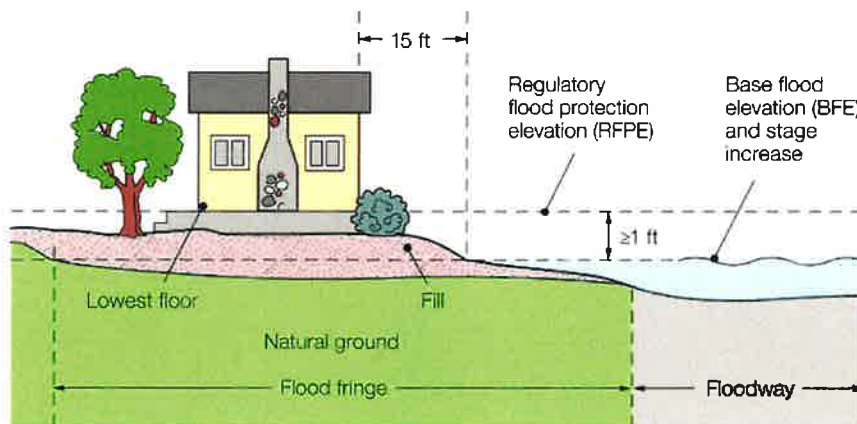 15 ft
Regulatory
flood protection
elevation (RFPE)
Base flood
elevation (BFE)
and stage
increase
≥1 ft
Lowest floor
Fill
Natural ground
Flood fringe
Floodway